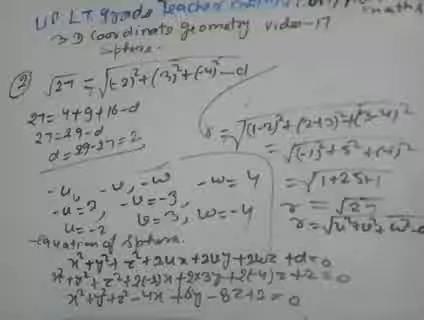 UP LT grade teacher
maths
3D Coordinate geometry video-17
Sphere.
② √27 = √(-2)²+(3)²+(-4)²-d
27 = 4+9+16-d
27 = 29-d
d = 29-27 = 2
r = √(1-2)²+(2+3)²+(3-4)²
= √(-1)²+5²+(-1)²
= √1+25+1
r = √27
r = √u²+v²+w²-d
-u, -v, -w
-u=2, -v=-3, -w=4
u=-2 v=3, w=-4
equation of sphere.
x²+y²+z²+2ux+2vy+2wz+d=0
x²+y²+z²+2(-2)x+2×3y+2(-4)z+2=0
x²+y²+z²-4x+6y-8z+2=0